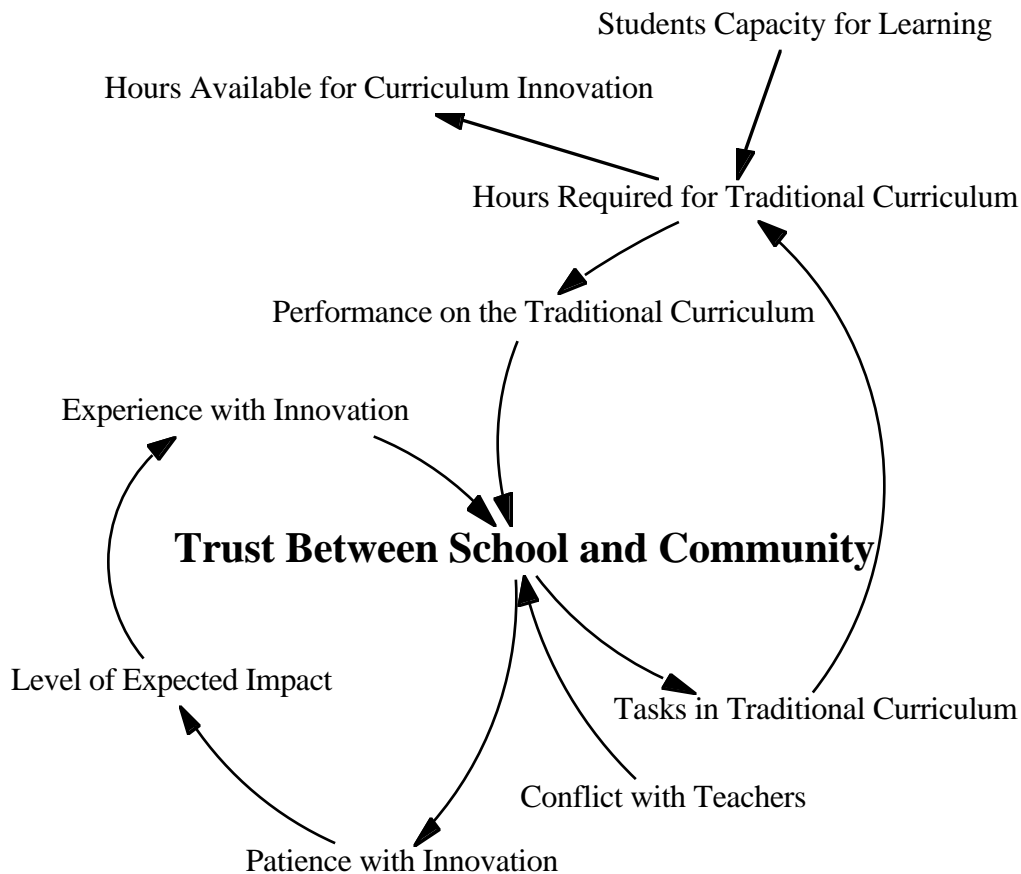 Students Capacity for Learning
Hours Available for Curriculum Innovation
Hours Required for Traditional Curriculum
Performance on the Traditional Curriculum
Experience with Innovation
Trust Between School and Community
Level of Expected Impact
Tasks in Traditional Curriculum
Conflict with Teachers
Patience with Innovation